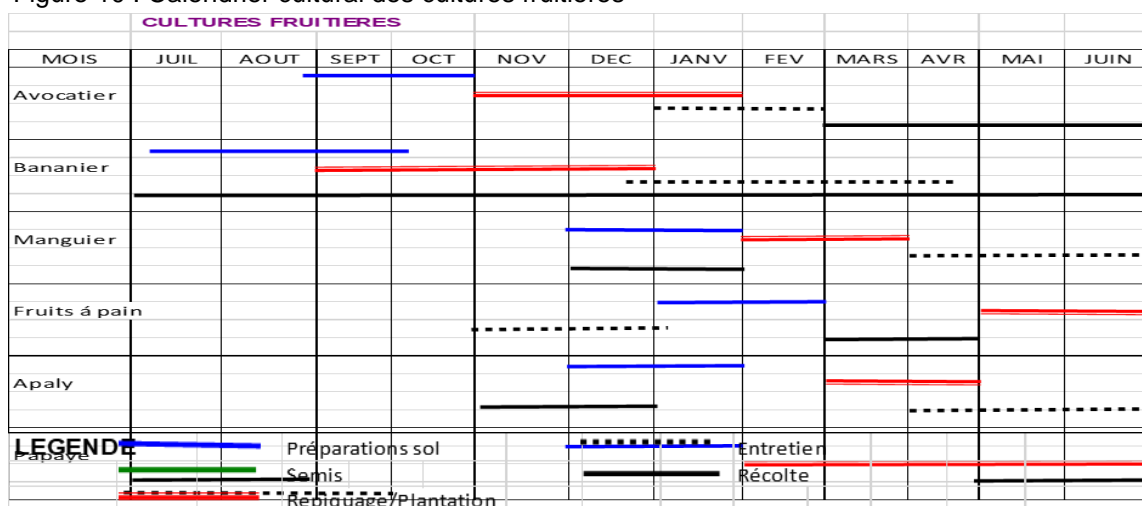 CULTURES FRUITIERES
MOIS JUIL AOUT SEPT OCT NOV DEC JANV FEV MARS AVR MAI JUIN
Avocatier
Bananier
Manguier
Fruits á pain
Apaly
LEGENDE Préparations sol Entretien
Papaye
Semis Récolte
Repiquage/Plantation